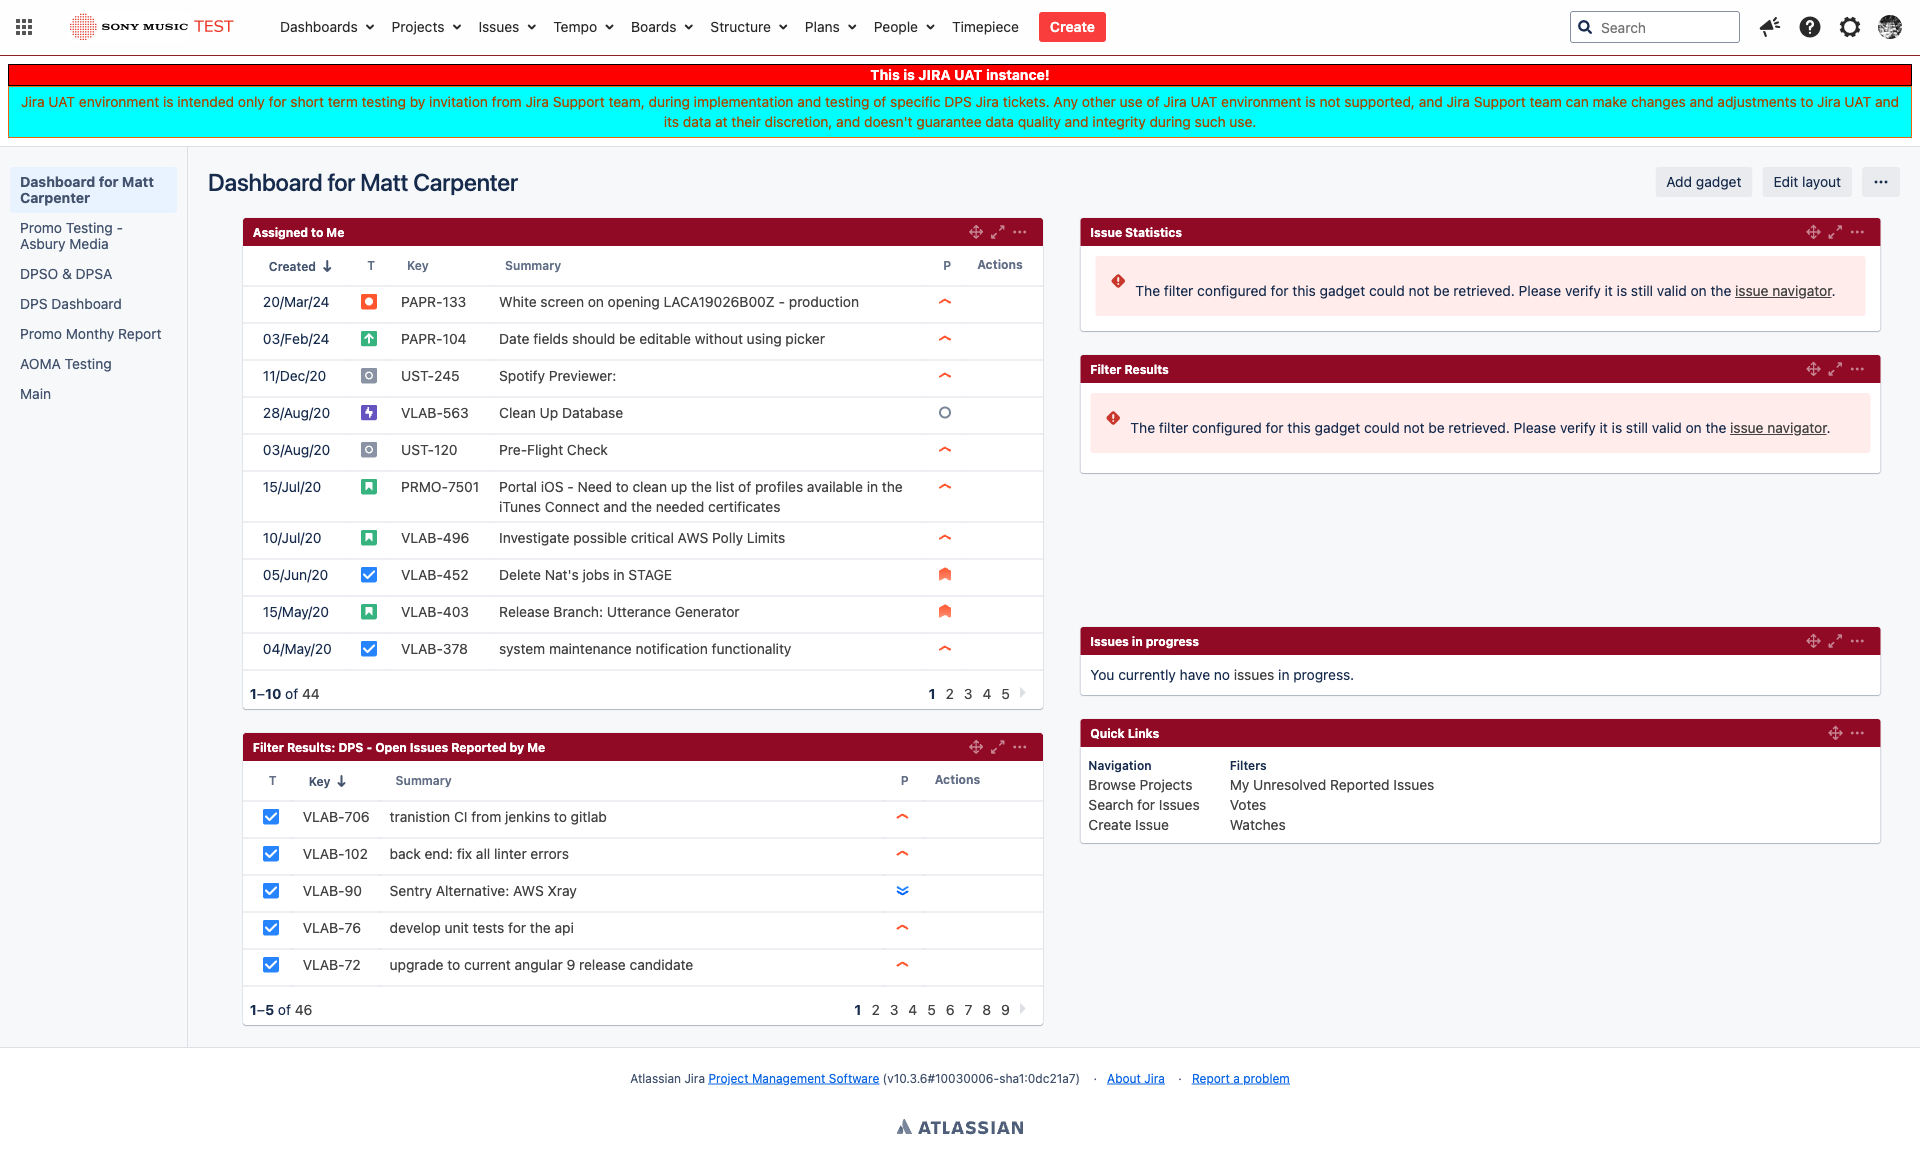 SONY MUSIC TEST
Dashboards
Projects
Issues
Tempo
Boards
Structure
Plans
People
Timepiece
Create
Search
This is JIRA UAT instance!
Jira UAT environment is intended only for short term testing by invitation from Jira Support team, during implementation and testing of specific DPS Jira tickets. Any other use of Jira UAT environment is not supported, and Jira Support team can make changes and adjustments to Jira UAT and
its data at their discretion, and doesn't guarantee data quality and integrity during such use.
Dashboard for Matt
Carpenter
Promo Testing -
Asbury Media
DPSO & DPSA
DPS Dashboard
Promo Monthy Report
AOMA Testing
Main
Dashboard for Matt Carpenter
Add gadget
Edit layout
Assigned to Me
Created T Key Summary P Actions
20/Mar/24 PAPR-133 White screen on opening LACA19026B00Z - production
03/Feb/24 PAPR-104 Date fields should be editable without using picker
11/Dec/20 UST-245 Spotify Previewer:
28/Aug/20 VLAB-563 Clean Up Database
03/Aug/20 UST-120 Pre-Flight Check
15/Jul/20 PRMO-7501 Portal iOS - Need to clean up the list of profiles available in the
iTunes Connect and the needed certificates
10/Jul/20 VLAB-496 Investigate possible critical AWS Polly Limits
05/Jun/20 VLAB-452 Delete Nat's jobs in STAGE
15/May/20 VLAB-403 Release Branch: Utterance Generator
04/May/20 VLAB-378 system maintenance notification functionality
1–10 of 44 1 2 3 4 5
Filter Results: DPS - Open Issues Reported by Me
T Key Summary P Actions
VLAB-706 tranistion CI from jenkins to gitlab
VLAB-102 back end: fix all linter errors
VLAB-90 Sentry Alternative: AWS Xray
VLAB-76 develop unit tests for the api
VLAB-72 upgrade to current angular 9 release candidate
1–5 of 46 1 2 3 4 5 6 7 8 9
Issue Statistics
The filter configured for this gadget could not be retrieved. Please verify it is still valid on the issue navigator.
Filter Results
The filter configured for this gadget could not be retrieved. Please verify it is still valid on the issue navigator.
Issues in progress
You currently have no issues in progress.
Quick Links
Navigation Filters
Browse Projects My Unresolved Reported Issues
Search for Issues Votes
Create Issue Watches
Atlassian Jira Project Management Software (v10.3.6#10030006-sha1:0dc21a7) · About Jira · Report a problem
ATLASSIAN